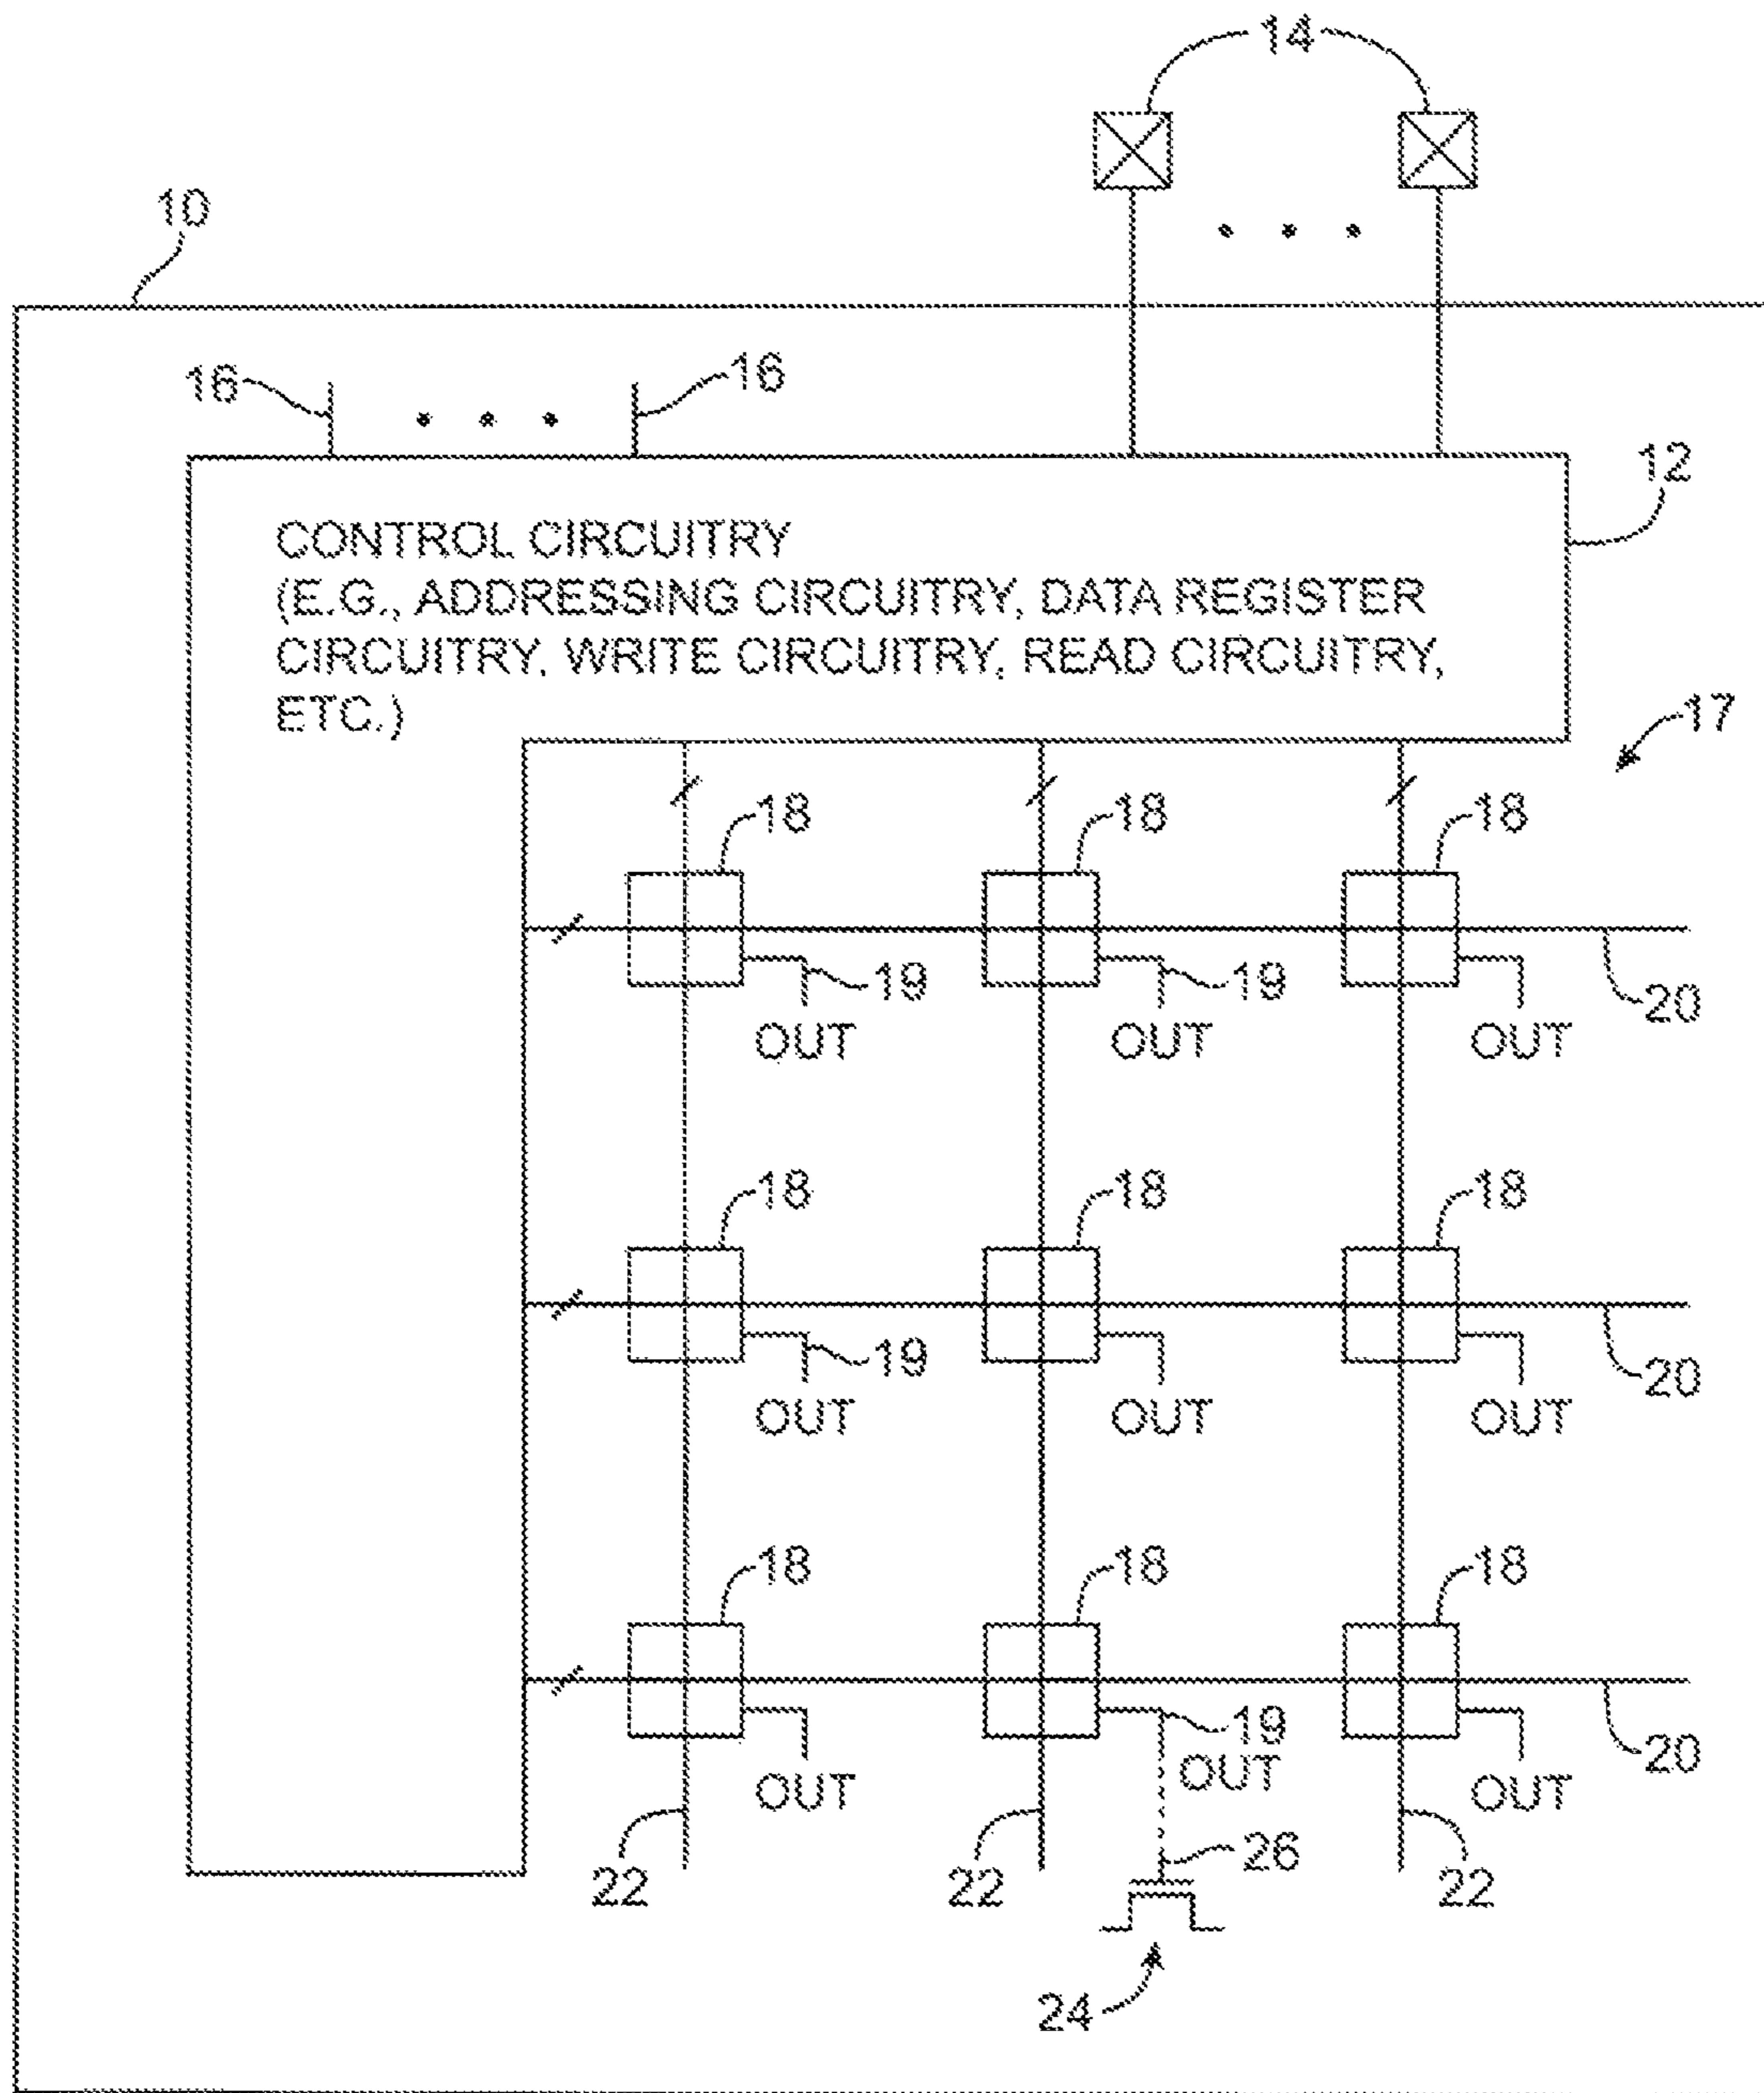 14
10
16 16
12
CONTROL CIRCUITRY
(E.G., ADDRESSING CIRCUITRY, DATA REGISTER
CIRCUITRY, WRITE CIRCUITRY, READ CIRCUITRY,
ETC.)
17
18 18 18
19 19
20
OUT OUT OUT
18 18 18
19
20
OUT OUT OUT
18 18 18
19
20
OUT OUT OUT
26
22 22 22
24